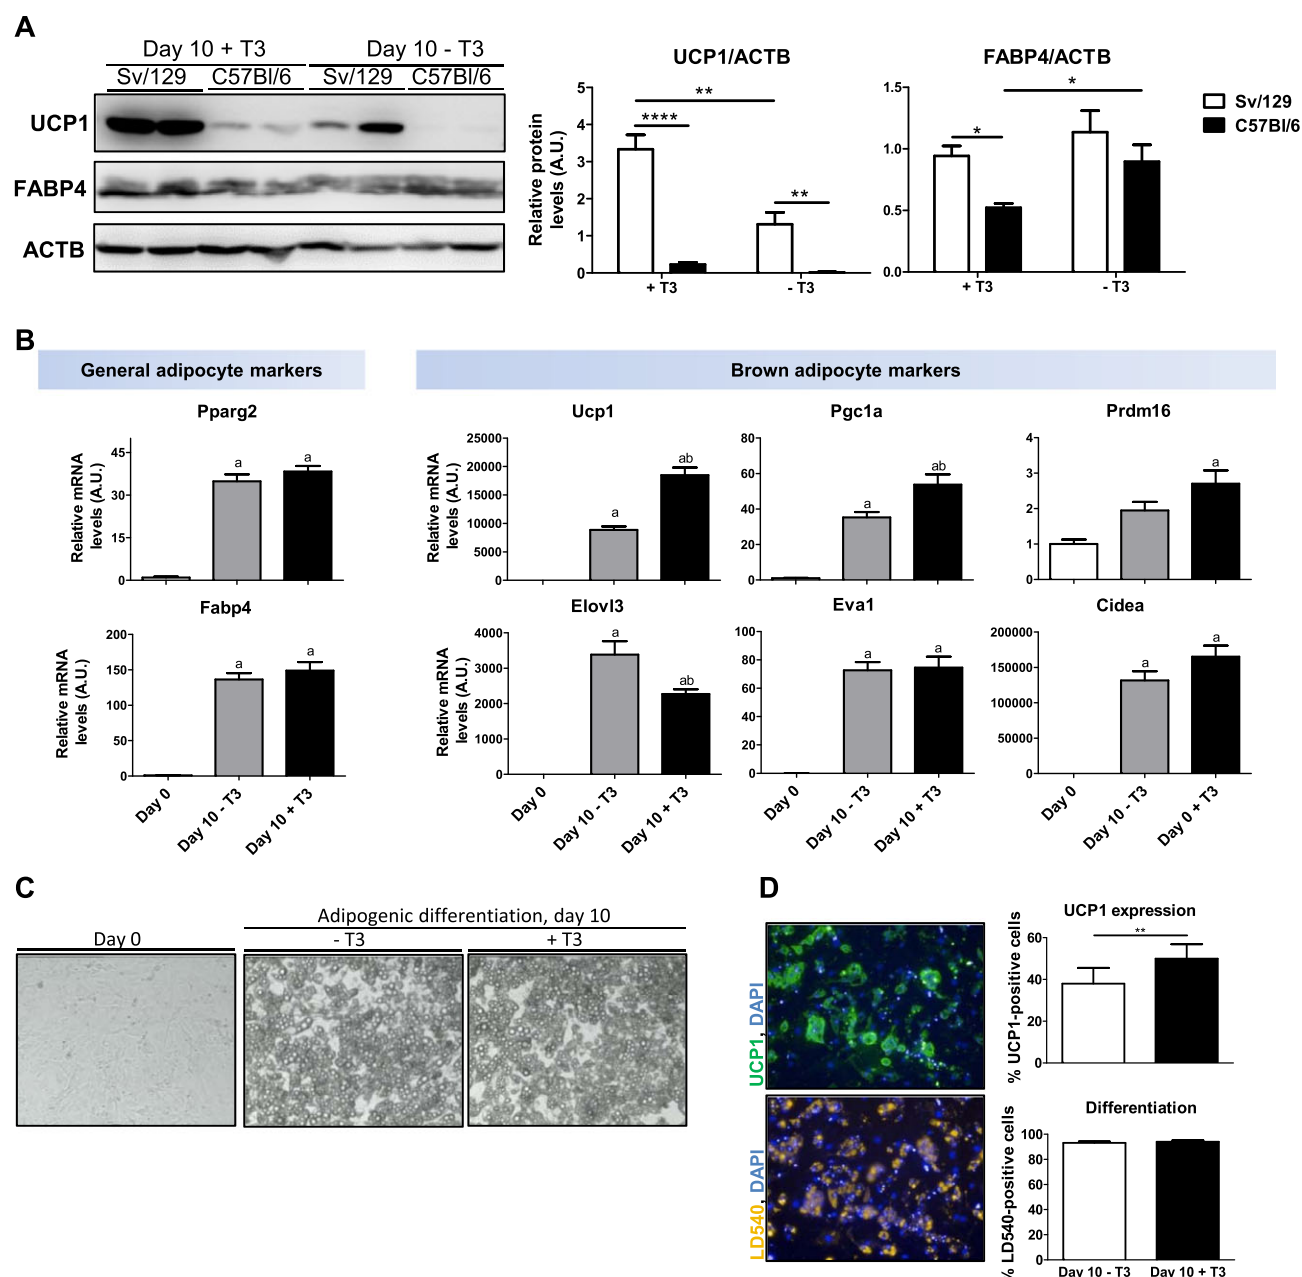 A
Day 10 + T3
Day 10 - T3
Sv/129
C57Bl/6
Sv/129
C57Bl/6
UCP1
FABP4
ACTB
UCP1/ACTB
Relative protein
levels (A.U.)
5
4
3
2
1
0
**
****
**
+ T3
- T3
FABP4/ACTB
1.5
1.0
0.5
0.0
*
*
+ T3
- T3
Sv/129
C57Bl/6
B
General adipocyte markers
Brown adipocyte markers
Pparg2
Relative mRNA
levels (A.U.)
45
30
15
0
a
a
Ucp1
Relative mRNA
levels (A.U.)
25000
20000
15000
10000
5000
0
a
ab
Pgc1a
80
60
40
20
0
a
ab
Prdm16
4
3
2
1
0
a
Fabp4
Relative mRNA
levels (A.U.)
200
150
100
50
0
a
a
Day 0
Day 10 - T3
Day 10 + T3
Elovl3
Relative mRNA
levels (A.U.)
4000
3000
2000
1000
0
a
ab
Day 0
Day 10 - T3
Day 10 + T3
Eva1
100
80
60
40
20
0
a
a
Day 0
Day 10 - T3
Day 10 + T3
Cidea
200000
150000
100000
50000
0
a
a
Day 0
Day 10 - T3
Day 0 + T3
C
Adipogenic differentiation, day 10
Day 0
- T3
+ T3
D
UCP1, DAPI
LD540, DAPI
UCP1 expression
% UCP1-positive cells
60
40
20
0
**
Differentiation
% LD540-positive cells
100
80
60
40
20
0
Day 10 - T3
Day 10 + T3